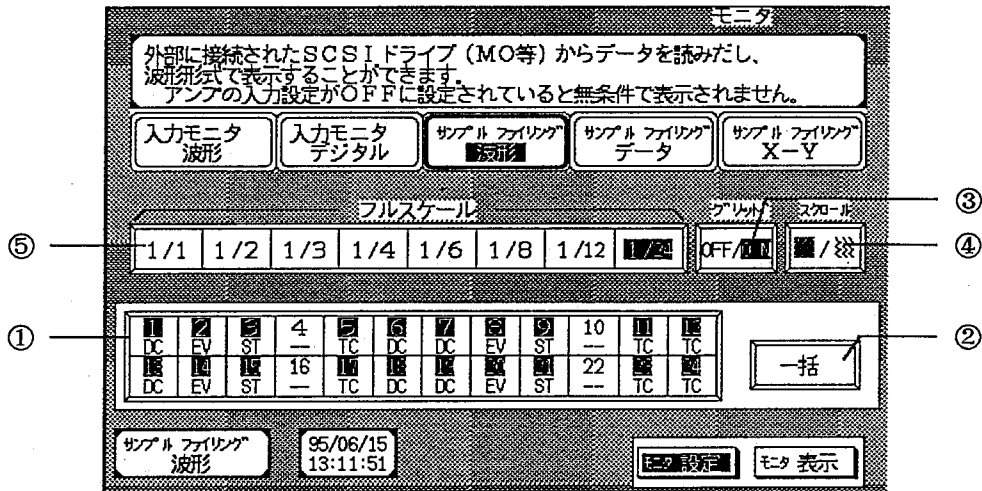 モニタ
外部に接続されたSCSIドライブ (MO等) からデータを読みだし、
波形形式で表示することができます。
アンプの入力設定がOFFに設定されていると無条件で表示されません。
入力モニタ 波形
入力モニタ デジタル
サンプル ファイリング 波形
サンプル ファイリング データ
サンプル ファイリング X-Y
フルスケール
グリッド
スクロール
③
⑤
1/1 1/2 1/3 1/4 1/6 1/8 1/12 1/24
OFF/ON
/
④
①
1 2 3 4 5 6 7 8 9 10 11 12
DC EV ST -- TC DC DC EV ST -- TC TC
13 14 15 16 17 18 19 20 21 22 23 24
DC EV ST -- TC DC DC EV ST -- TC TC
②
一括
サンプル ファイリング
波形
95/06/15
13:11:51
モニタ 設定
モニタ 表示